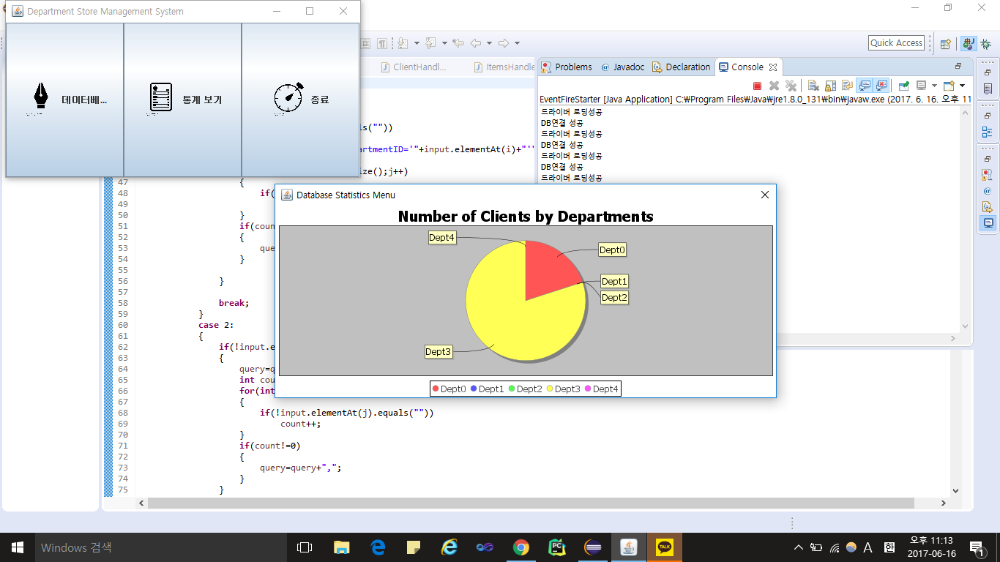 Department Store Management System
데이터베...
통계 보기
종료
Quick Access
ClientHandl...
ItemsHandle
Problems
@ Javadoc
Declaration
Console
EventFireStarter [Java Application] C:₩Program Files₩Java₩jre1.8.0_131₩bin₩javaw.exe (2017. 6. 16. 오후 11
드라이버 로딩성공
DB연결 성공
드라이버 로딩성공
DB연결 성공
드라이버 로딩성공
DB연결 성공
드라이버 로딩성공
ls(""))
artmentID='"+input.elementAt(i)+"'"
ize();j++)
47 {
48 if(
49
50 }
51 if(coun
52 {
53 que
54 }
55
56 }
57
58 break;
59 }
60 case 2:
61 {
62 if(!input.e
63 {
64 query=q
65 int cou
66 for(int
67 {
68 if(!input.elementAt(j).equals(""))
69 count++;
70 }
71 if(count!=0)
72 {
73 query=query+",";
74 }
75 }
Database Statistics Menu
Number of Clients by Departments
Dept4
Dept0
Dept1
Dept2
Dept3
Dept0 Dept1 Dept2 Dept3 Dept4
Windows 검색
PC
TALK
A
한
오후 11:13
2017-06-16
1